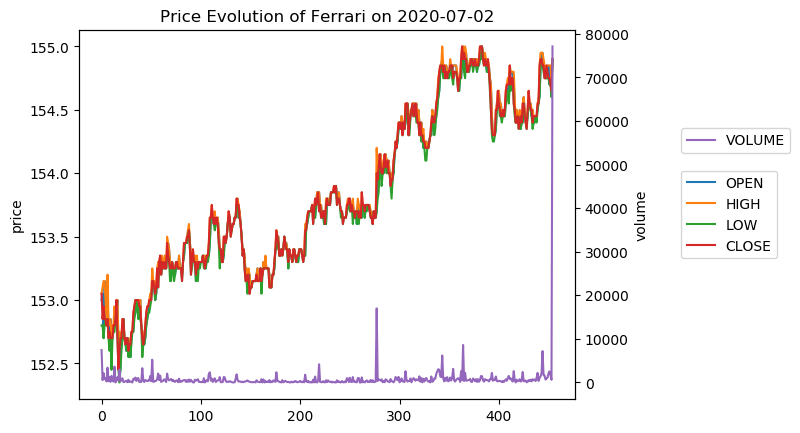 Price Evolution of Ferrari on 2020-07-02
155.0
154.5
154.0
153.5
153.0
152.5
price
0
100
200
300
400
80000
70000
60000
50000
40000
30000
20000
10000
0
volume
VOLUME
OPEN
HIGH
LOW
CLOSE